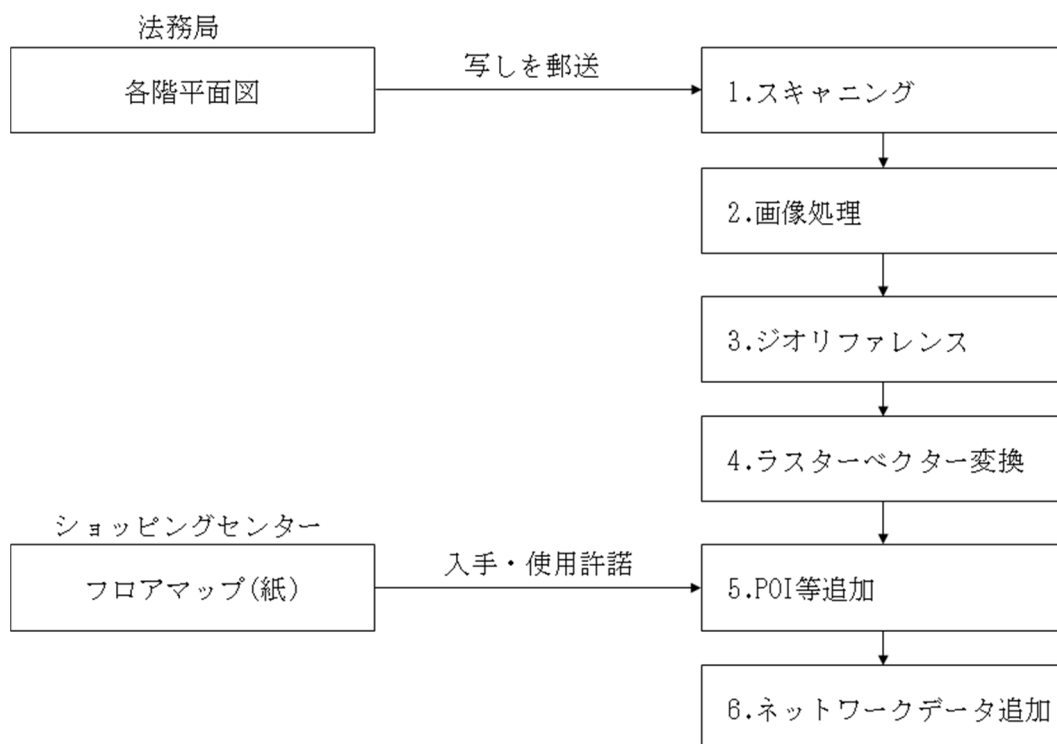 法務局
各階平面図
写しを郵送
1.スキャニング
2.画像処理
3.ジオリファレンス
4.ラスターベクター変換
ショッピングセンター
フロアマップ(紙)
入手・使用許諾
5.POI等追加
6.ネットワークデータ追加